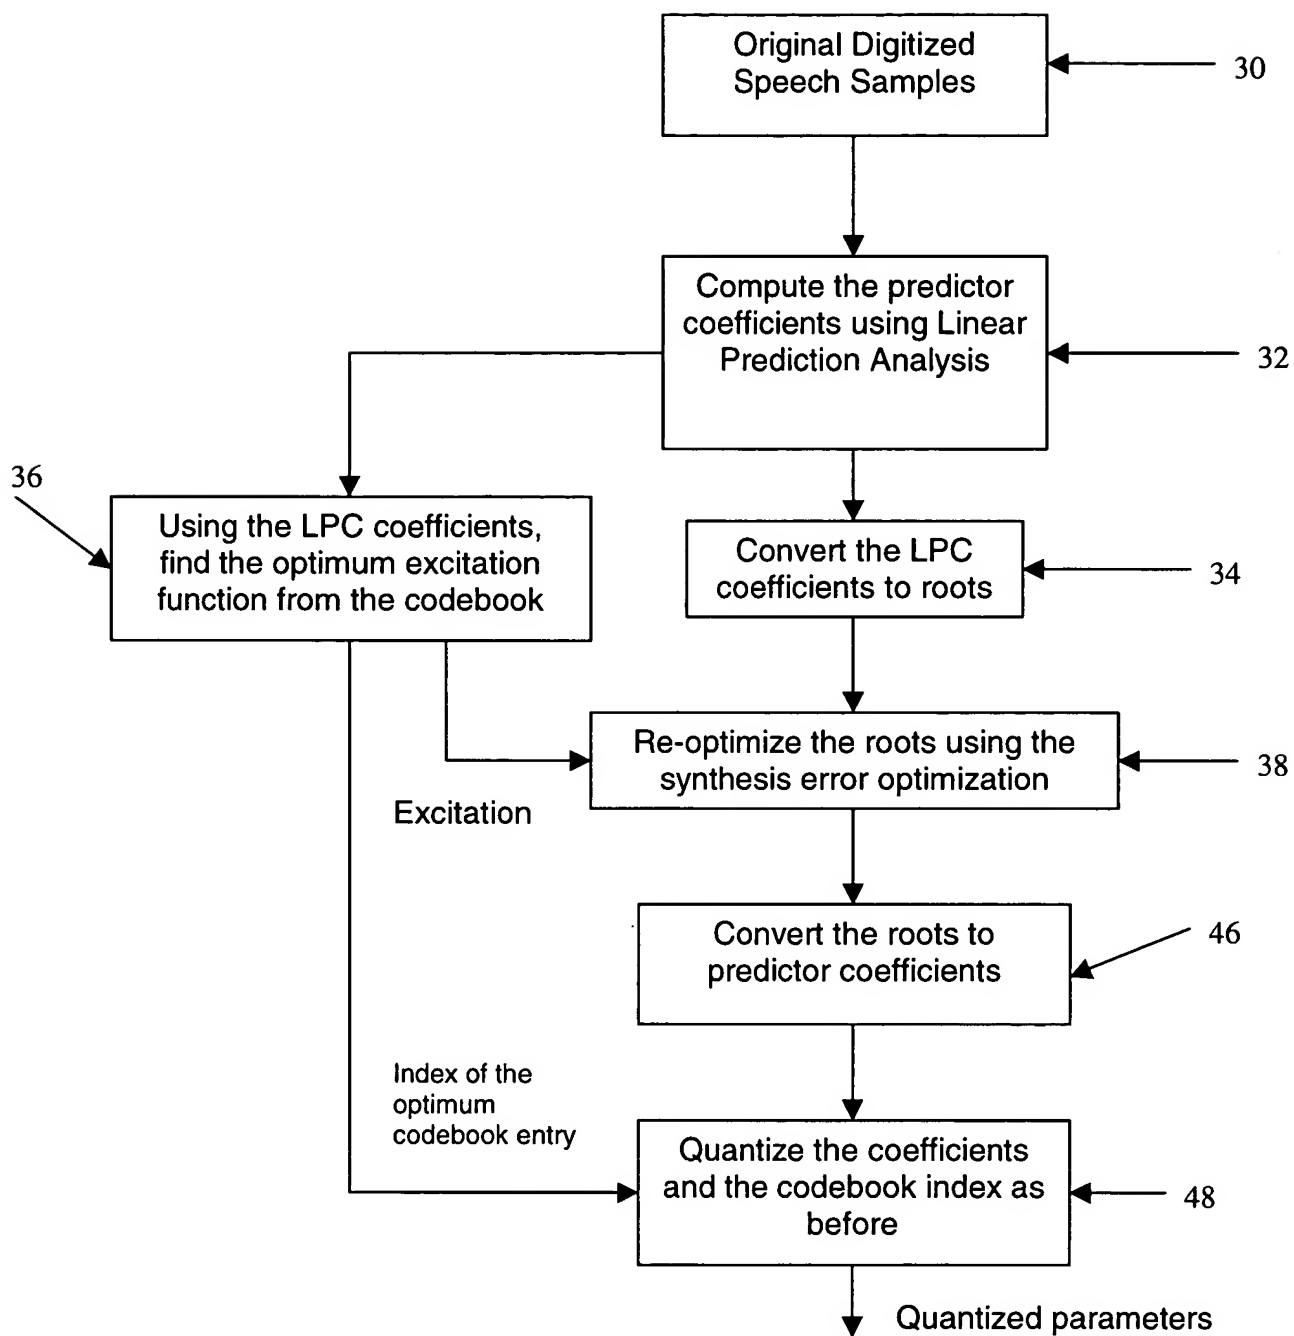 Original Digitized
Speech Samples
30
Compute the predictor
coefficients using Linear
Prediction Analysis
32
36
Using the LPC coefficients,
find the optimum excitation
function from the codebook
Convert the LPC
coefficients to roots
34
Re-optimize the roots using the
synthesis error optimization
38
Excitation
Convert the roots to
predictor coefficients
46
Index of the
optimum
codebook entry
Quantize the coefficients
and the codebook index as
before
48
Quantized parameters